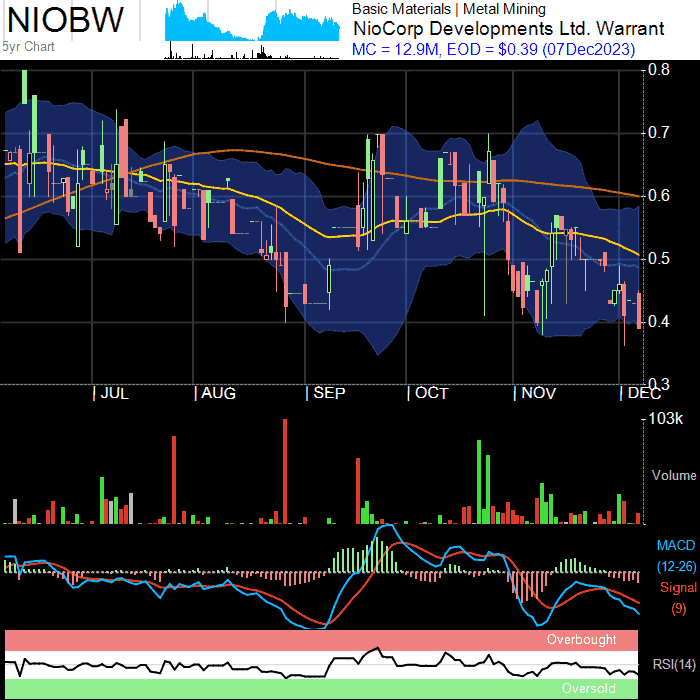 NIOBW
5yr Chart
Basic Materials | Metal Mining
NioCorp Developments Ltd. Warrant
MC = 12.9M, EOD = $0.39 (07Dec2023)
0.8
0.7
0.6
0.5
0.4
0.3
JUL AUG SEP OCT NOV DEC
103k
Volume
MACD
(12-26)
Signal
(9)
Overbought
RSI(14)
Oversold